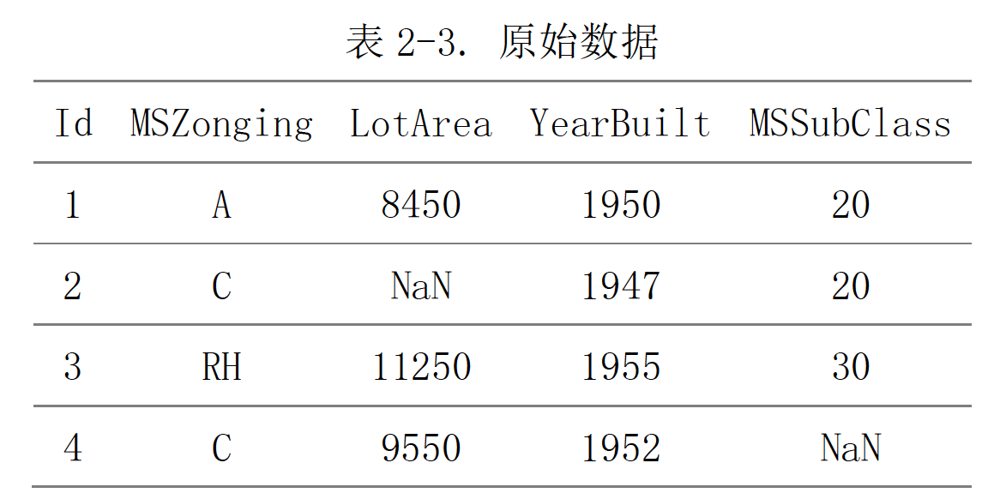 表 2-3. 原始数据
Id MSZonging LotArea YearBuilt MSSubClass
1 A 8450 1950 20
2 C NaN 1947 20
3 RH 11250 1955 30
4 C 9550 1952 NaN